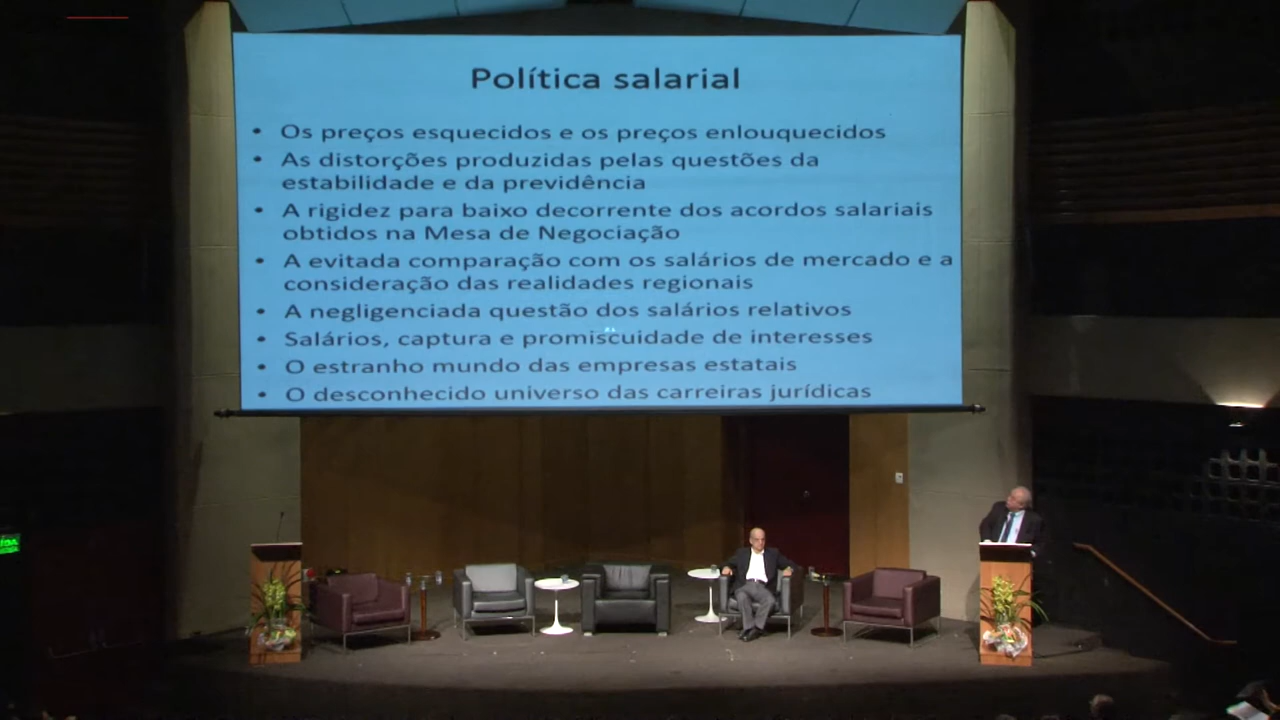 Política salarial
• Os preços esquecidos e os preços enlouquecidos
• As distorções produzidas pelas questões da
estabilidade e da previdência
• A rigidez para baixo decorrente dos acordos salariais
obtidos na Mesa de Negociação
• A evitada comparação com os salários de mercado e a
consideração das realidades regionais
• A negligenciada questão dos salários relativos
• Salários, captura e promiscuidade de interesses
• O estranho mundo das empresas estatais
• O desconhecido universo das carreiras jurídicas